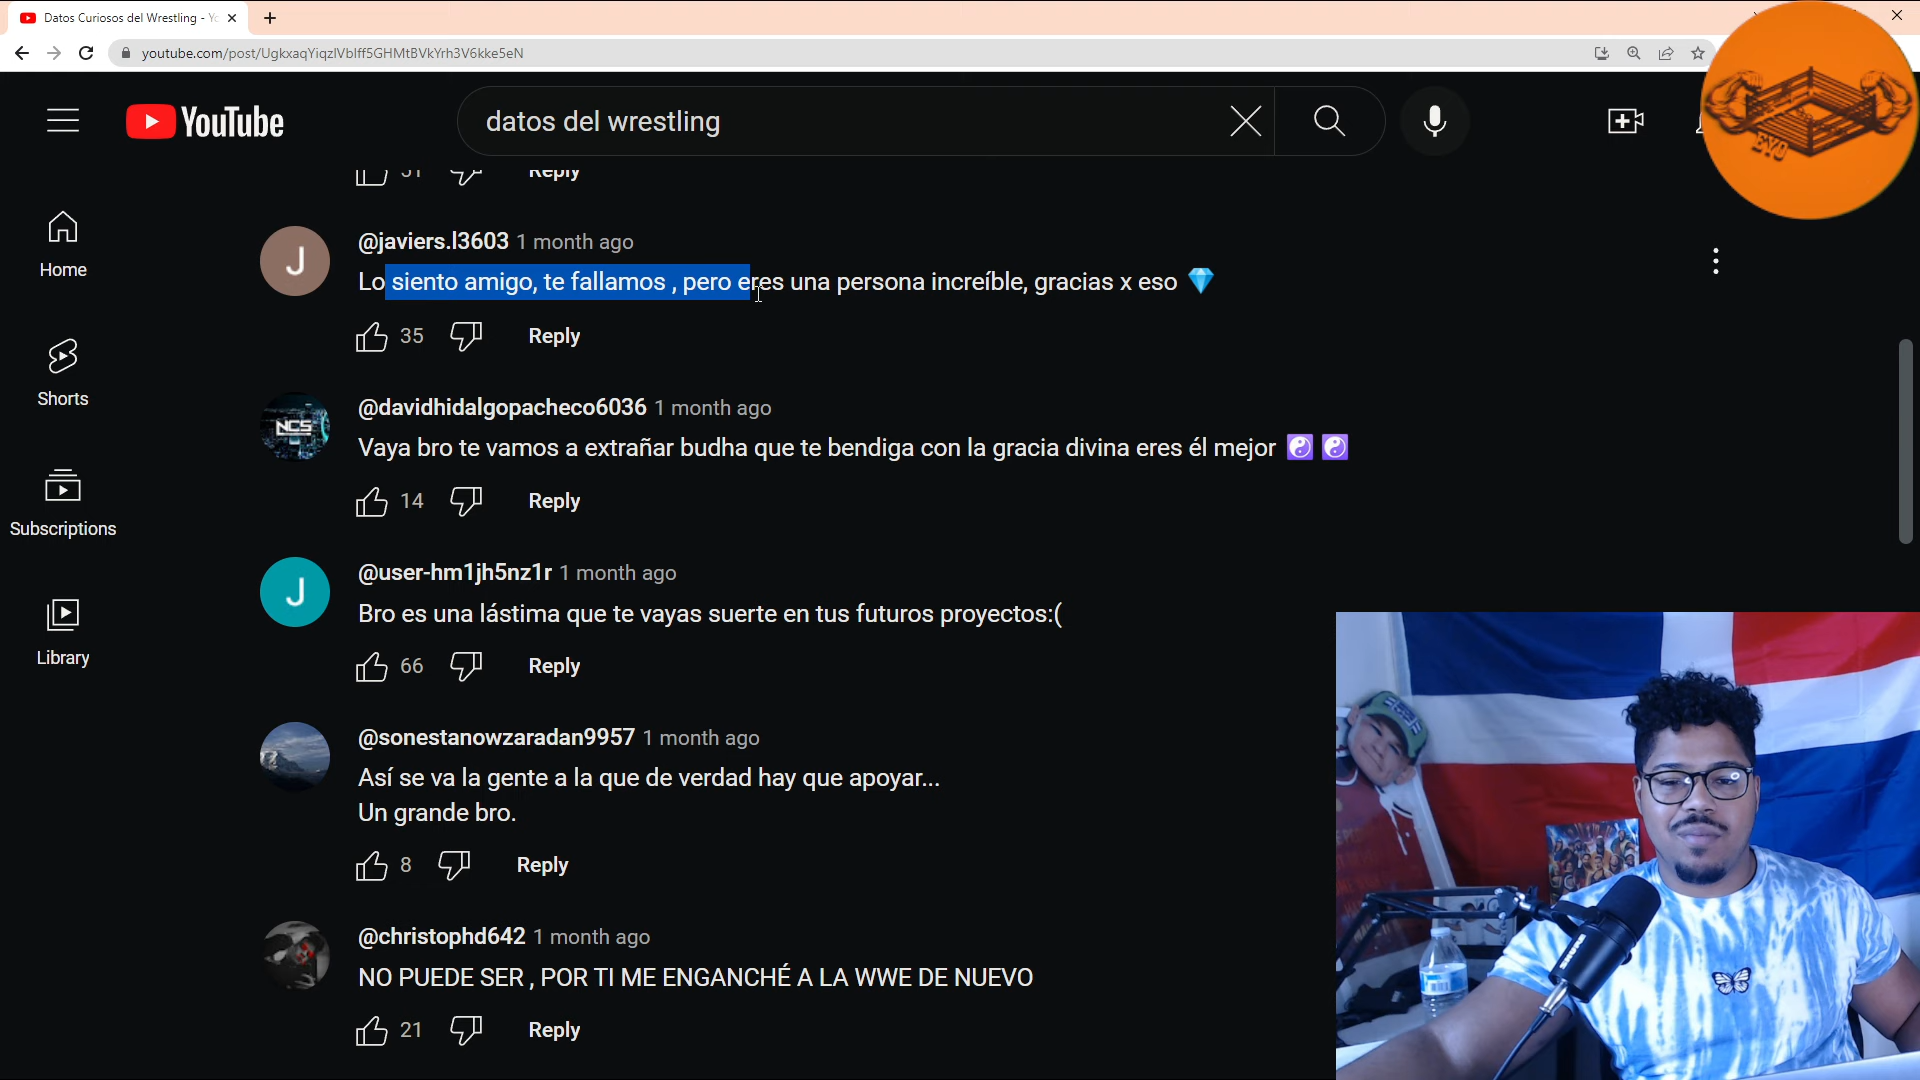 Datos Curiosos del Wrestling - Yo
youtube.com/post/UgkxaqYiqzlVblff5GHMtBVkYrh3V6kke5eN
YouTube
datos del wrestling
EYO
Reply
@javiers.l3603 1 month ago
Lo siento amigo, te fallamos , pero eres una persona increíble, gracias x eso 💎
35 Reply
@davidhidalgopacheco6036 1 month ago
NCS
Vaya bro te vamos a extrañar budha que te bendiga con la gracia divina eres él mejor ☯️ ☯️
14 Reply
J
@user-hm1jh5nz1r 1 month ago
Bro es una lástima que te vayas suerte en tus futuros proyectos:(
66 Reply
@sonestanowzaradan9957 1 month ago
Así se va la gente a la que de verdad hay que apoyar...
Un grande bro.
8 Reply
@christophd642 1 month ago
NO PUEDE SER , POR TI ME ENGANCHÉ A LA WWE DE NUEVO
21 Reply
Home
Shorts
Subscriptions
Library
J